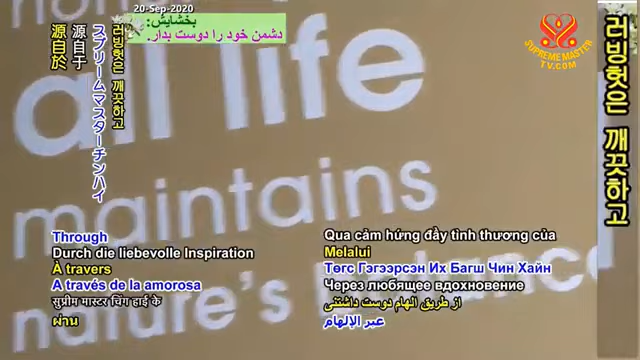 20-Sep-2020
بخشایش:
دشمن خود را دوست بدار.
SUPREME MASTER
TV.COM
源自於
源自于
スプリームマスターチンハイ
러빙헛은 깨끗하고
러빙헛은 깨끗하고
all life
maintains
nature's balance
Through
Durch die liebevolle Inspiration
À travers
A través de la amorosa
सुप्रीम मास्टर चिंग हाई के
ผ่าน
Qua cảm hứng đầy tình thương của
Melalui
Төгс Гэгээрсэн Их Багш Чин Хайн
Через любящее вдохновение
از طریق الهام دوست داشتنی
عبر الإلهام